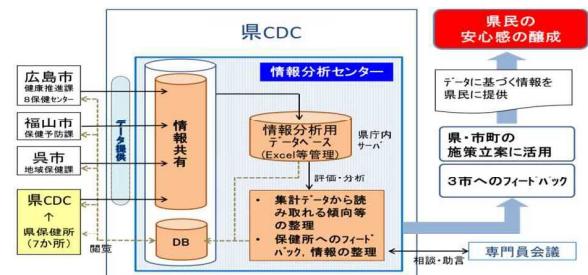 県CDC
県民の
安心感の醸成
情報分析センター
広島市
健康推進課
8保健センター
福山市
保健予防課
呉市
地域保健課
県CDC
↑
県保健所
(7か所)
データ提供
情報共有
DB
閲覧
情報分析用
データベース
(Excel等管理)
県庁内
サーバ
評価・分析
・ 集計データから読
み取れる傾向等
の整理
・ 保健所へのフィード
バック，情報の整理
データに基づく情報を
県民に提供
県・市町の
施策立案に活用
3市へのフィードバック
専門員会議
相談・助言